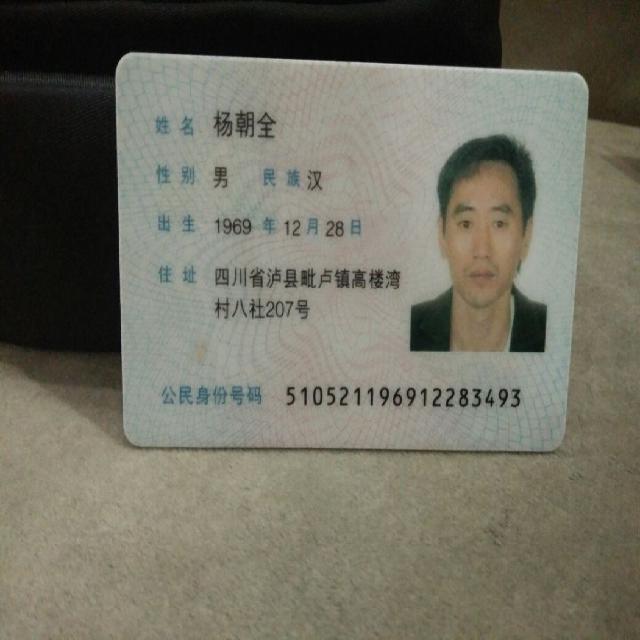 姓名 杨朝全
性别 男 民族 汉
出生 1969 年 12 月 28 日
住址 四川省泸县毗卢镇高楼湾
村八社207号
公民身份号码 510521196912283493